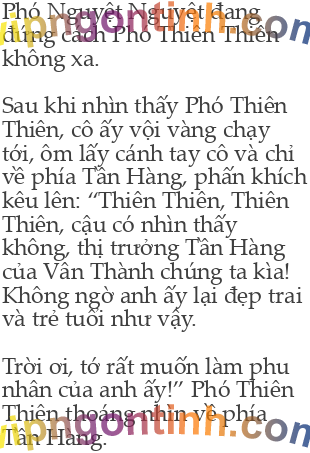 Phó Nguyệt Nguyệt đang
đứng cách Phó Thiên Thiên
không xa.
Sau khi nhìn thấy Phó Thiên
Thiên, cô ấy vội vàng chạy
tới, ôm lấy cánh tay cô và chỉ
về phía Tần Hàng, phấn khích
kêu lên: “Thiên Thiên, Thiên
Thiên, cậu có nhìn thấy
không, thị trưởng Tần Hàng
của Vân Thành chúng ta kìa!
Không ngờ anh ấy lại đẹp trai
và trẻ tuổi như vậy.
Trời ơi, tớ rất muốn làm phu
nhân của anh ấy!” Phó Thiên
Thiên thoáng nhìn về phía
Tần Hàng.
vipngontinh.com
vipngontinh.com